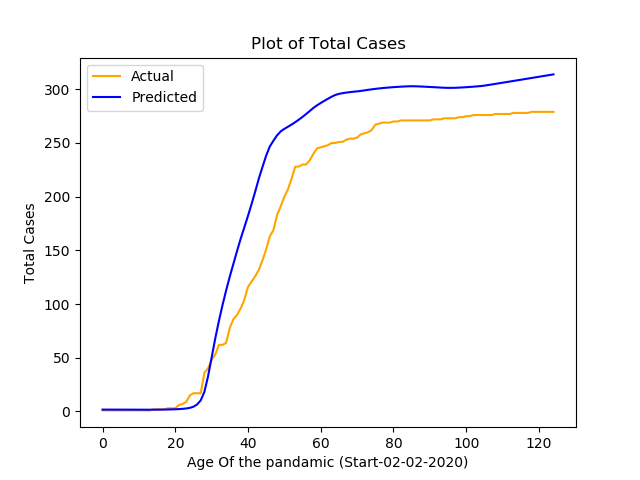 Plot of Total Cases
Actual
Predicted
Total Cases
300
250
200
150
100
50
0
0 20 40 60 80 100 120
Age Of the pandamic (Start-02-02-2020)